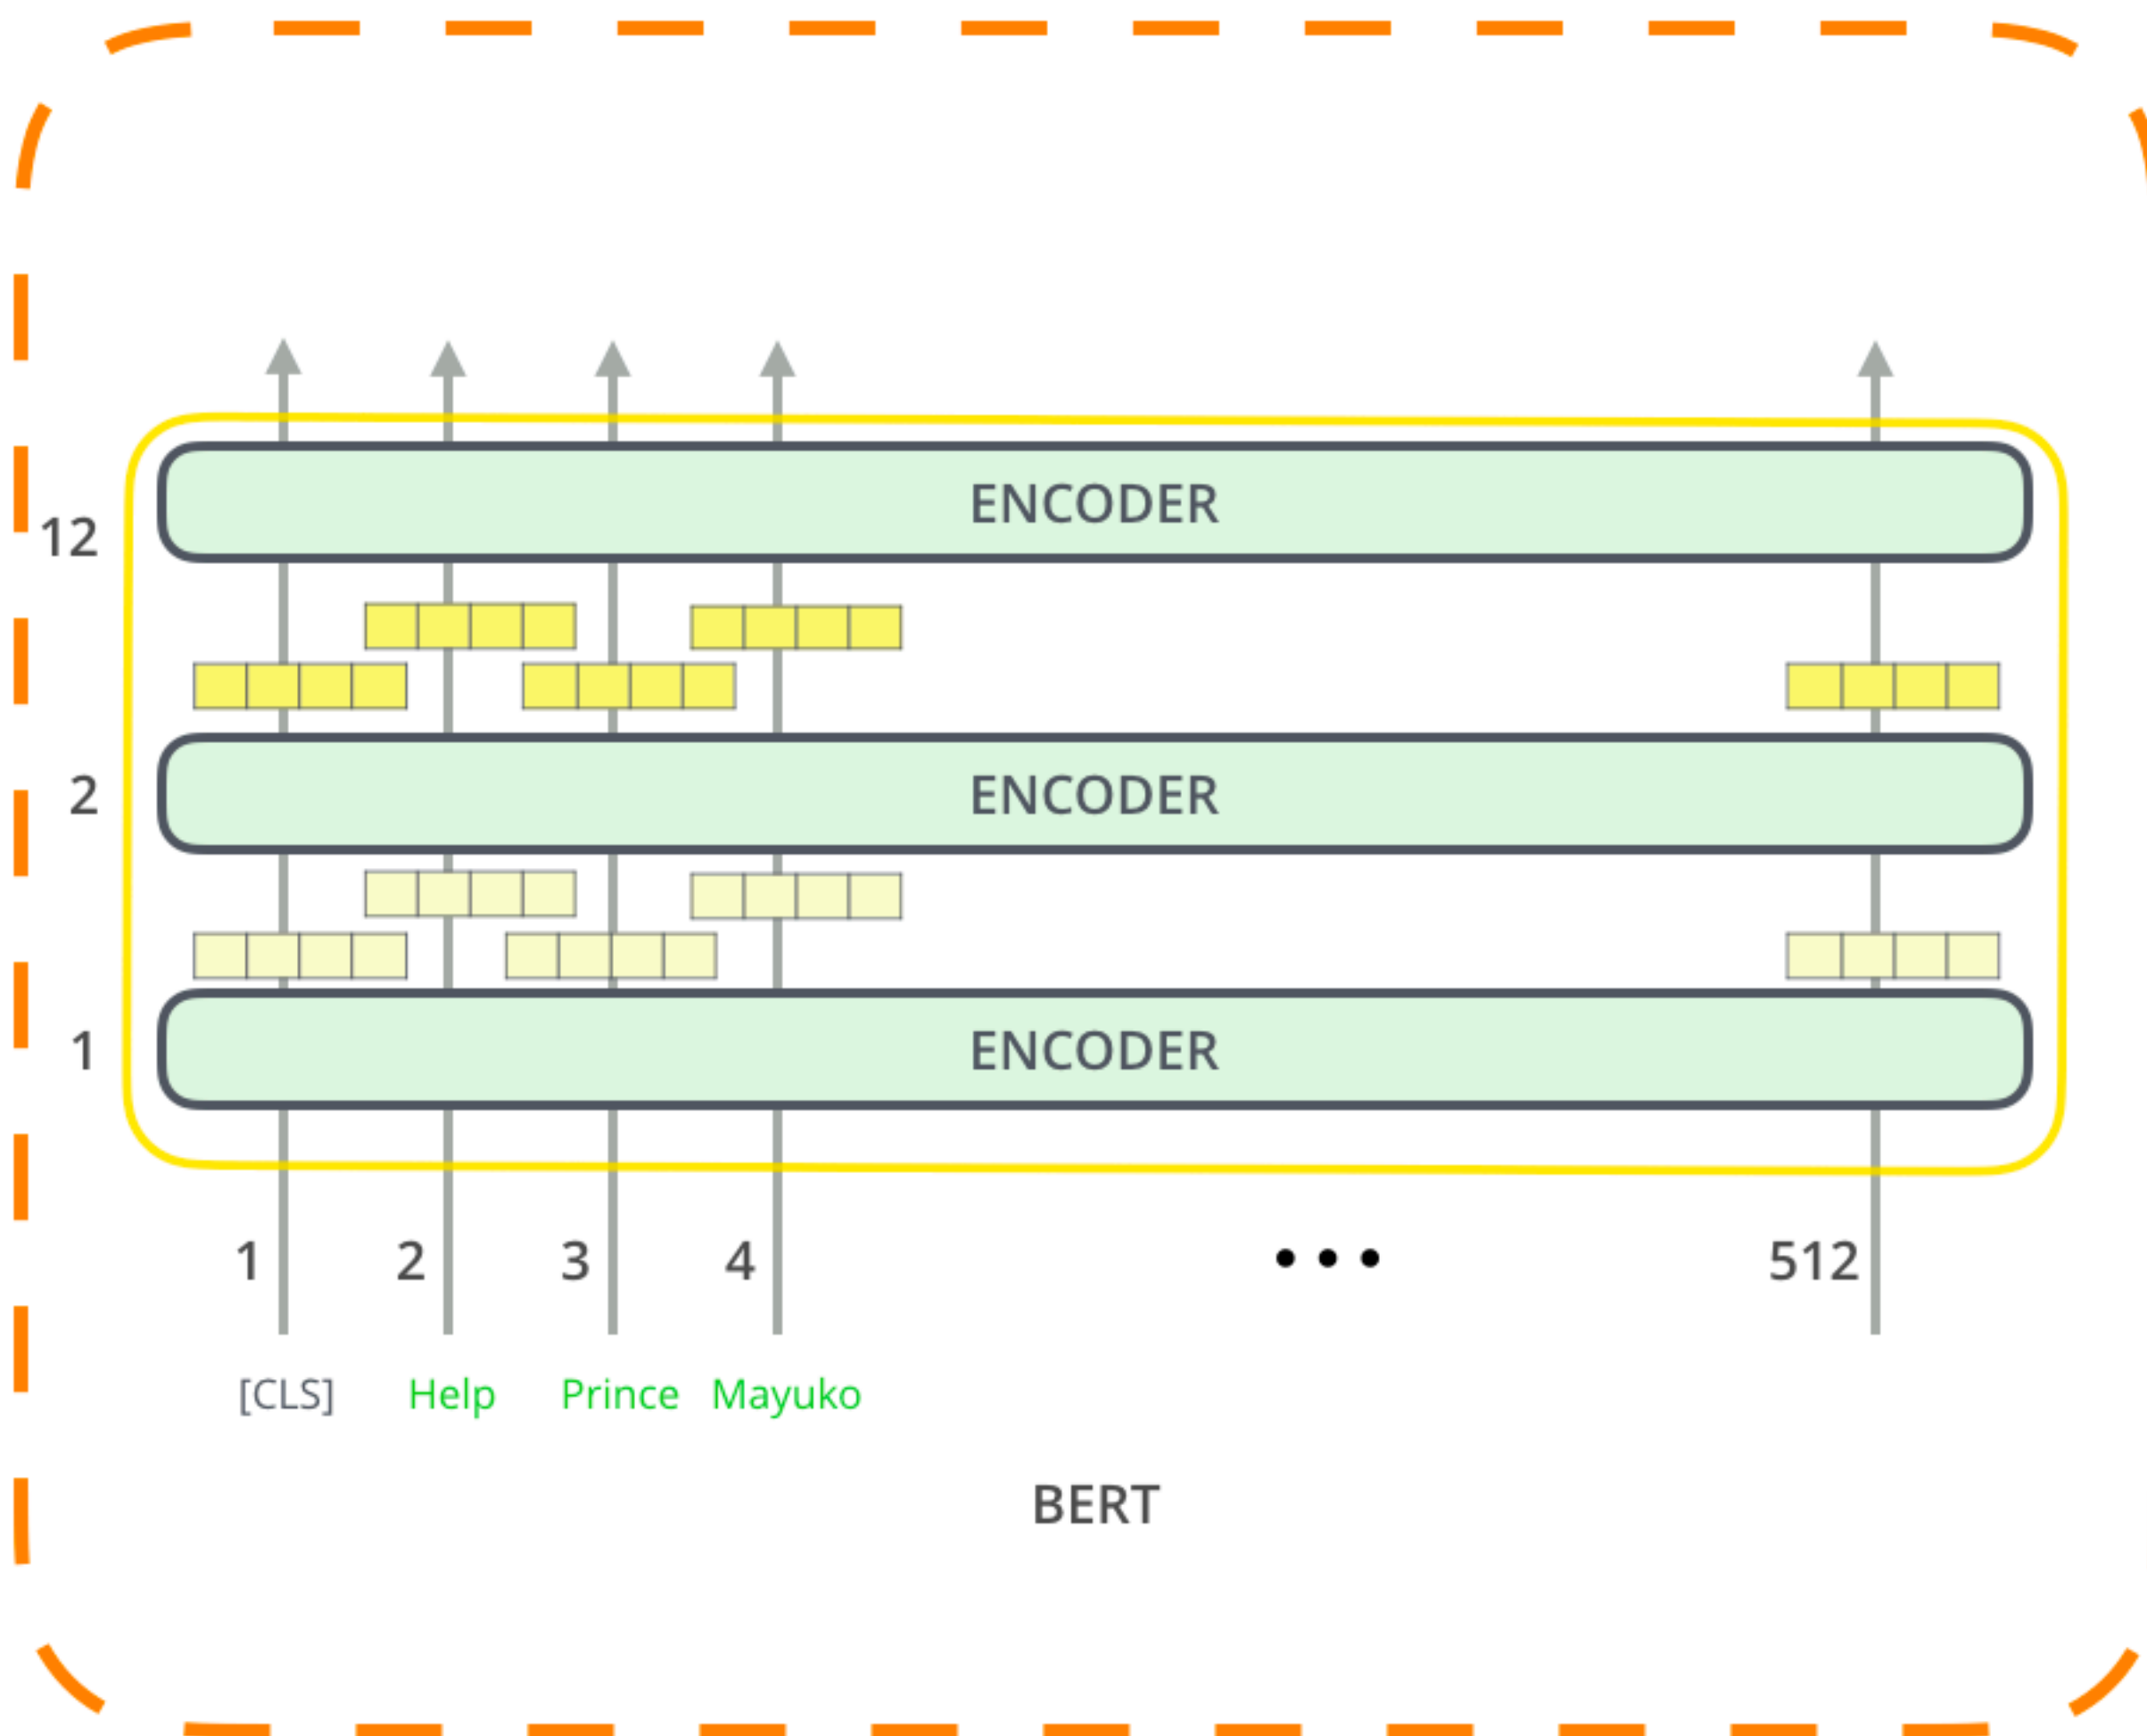 12 ENCODER
2 ENCODER
1 ENCODER
1 2 3 4 ••• 512
[CLS] Help Prince Mayuko
BERT